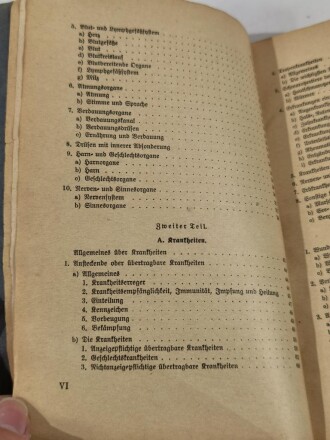 5. Blut- und Lymphgefäßsystem
a) Herz
b) Blutgefäße
c) Blut
d) Blutkreislauf
e) Blutbereitende Organe
f) Lymphgefäßsystem
g) Milz
6. Atmungsorgane
a) Atmung
b) Stimme und Sprache
7. Verdauungsorgane
a) Verdauungskanal
b) Verdauungsdrüsen
c) Ernährung und Verdauung
8. Drüsen mit innerer Absonderung
9. Harn- und Geschlechtsorgane
a) Harnorgane
b) Harn
c) Geschlechtsorgane
10. Nerven- und Sinnesorgane
a) Nervensystem
b) Sinnesorgane
Zweiter Teil.
A. Krankheiten.
Allgemeines über Krankheiten
1. Ansteckende oder übertragbare Krankheiten
a) Allgemeines
1. Krankheitserreger
2. Krankheitsempfänglichkeit, Immunität, Impfung und Heilung
3. Einteilung
4. Kennzeichen
5. Vorbeugung
6. Bekämpfung
b) Die Krankheiten
1. Anzeigepflichtige übertragbare Krankheiten
2. Geschlechtskrankheiten
3. Nichtanzeigepflichtige übertragbare Krankheiten
VI